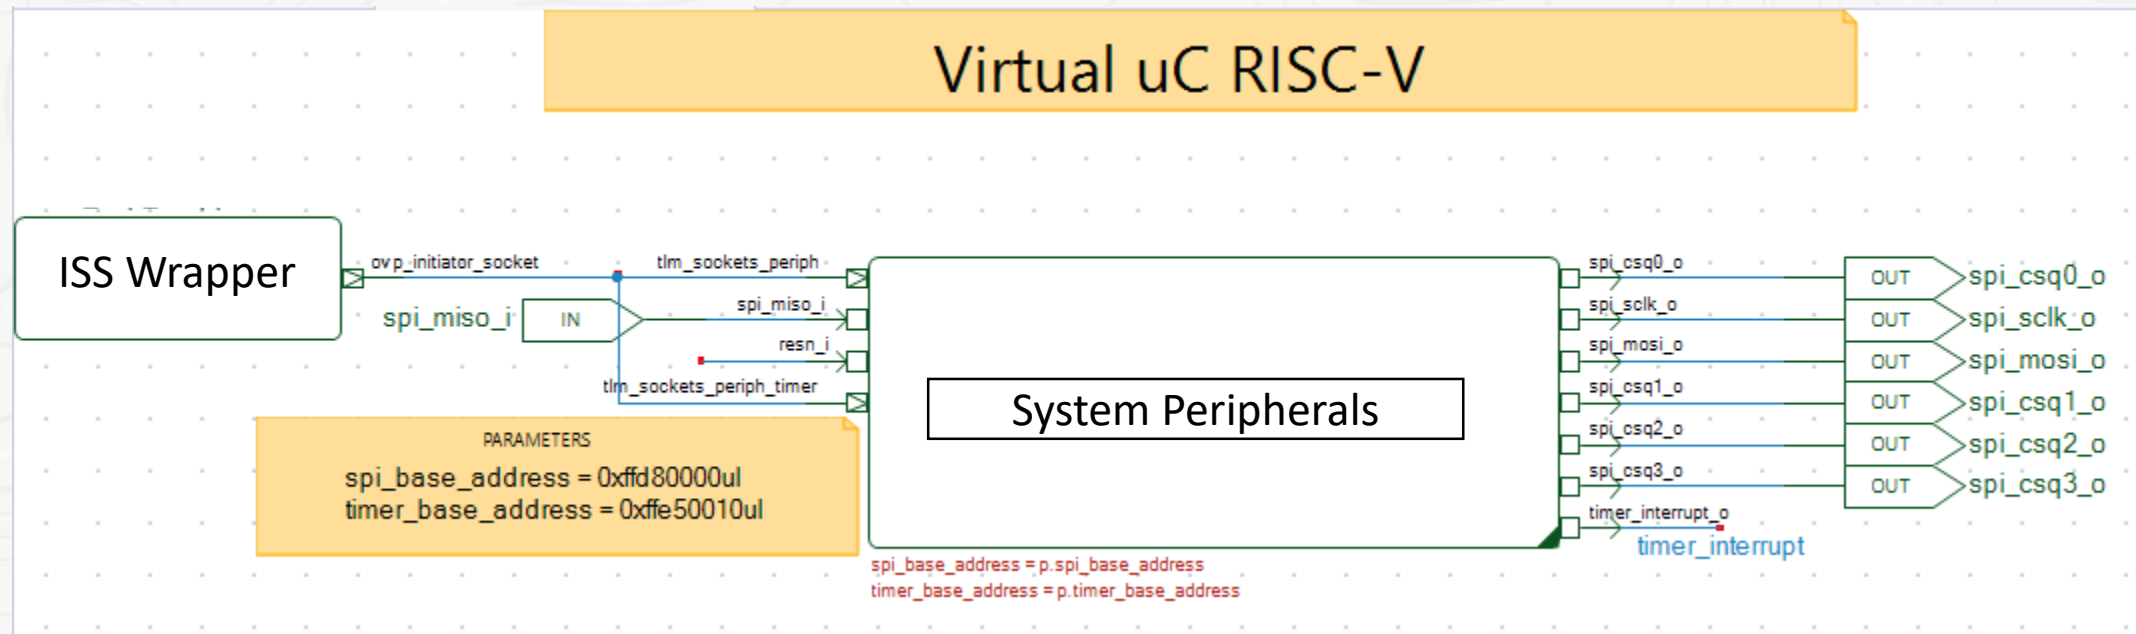 Virtual uC RISC-V
ISS Wrapper
ovp_initiator_socket
tlm_sockets_periph
spi_miso_i
IN
spi_miso_i
resn_i
tlm_sockets_periph_timer
System Peripherals
PARAMETERS
spi_base_address = 0xffd80000ul
timer_base_address = 0xffe50010ul
spi_base_address = p.spi_base_address
timer_base_address = p.timer_base_address
spi_csq0_o
OUT
spi_csq0_o
spi_sclk_o
OUT
spi_sclk_o
spi_mosi_o
OUT
spi_mosi_o
spi_csq1_o
OUT
spi_csq1_o
spi_csq2_o
OUT
spi_csq2_o
spi_csq3_o
OUT
spi_csq3_o
timer_interrupt_o
timer_interrupt